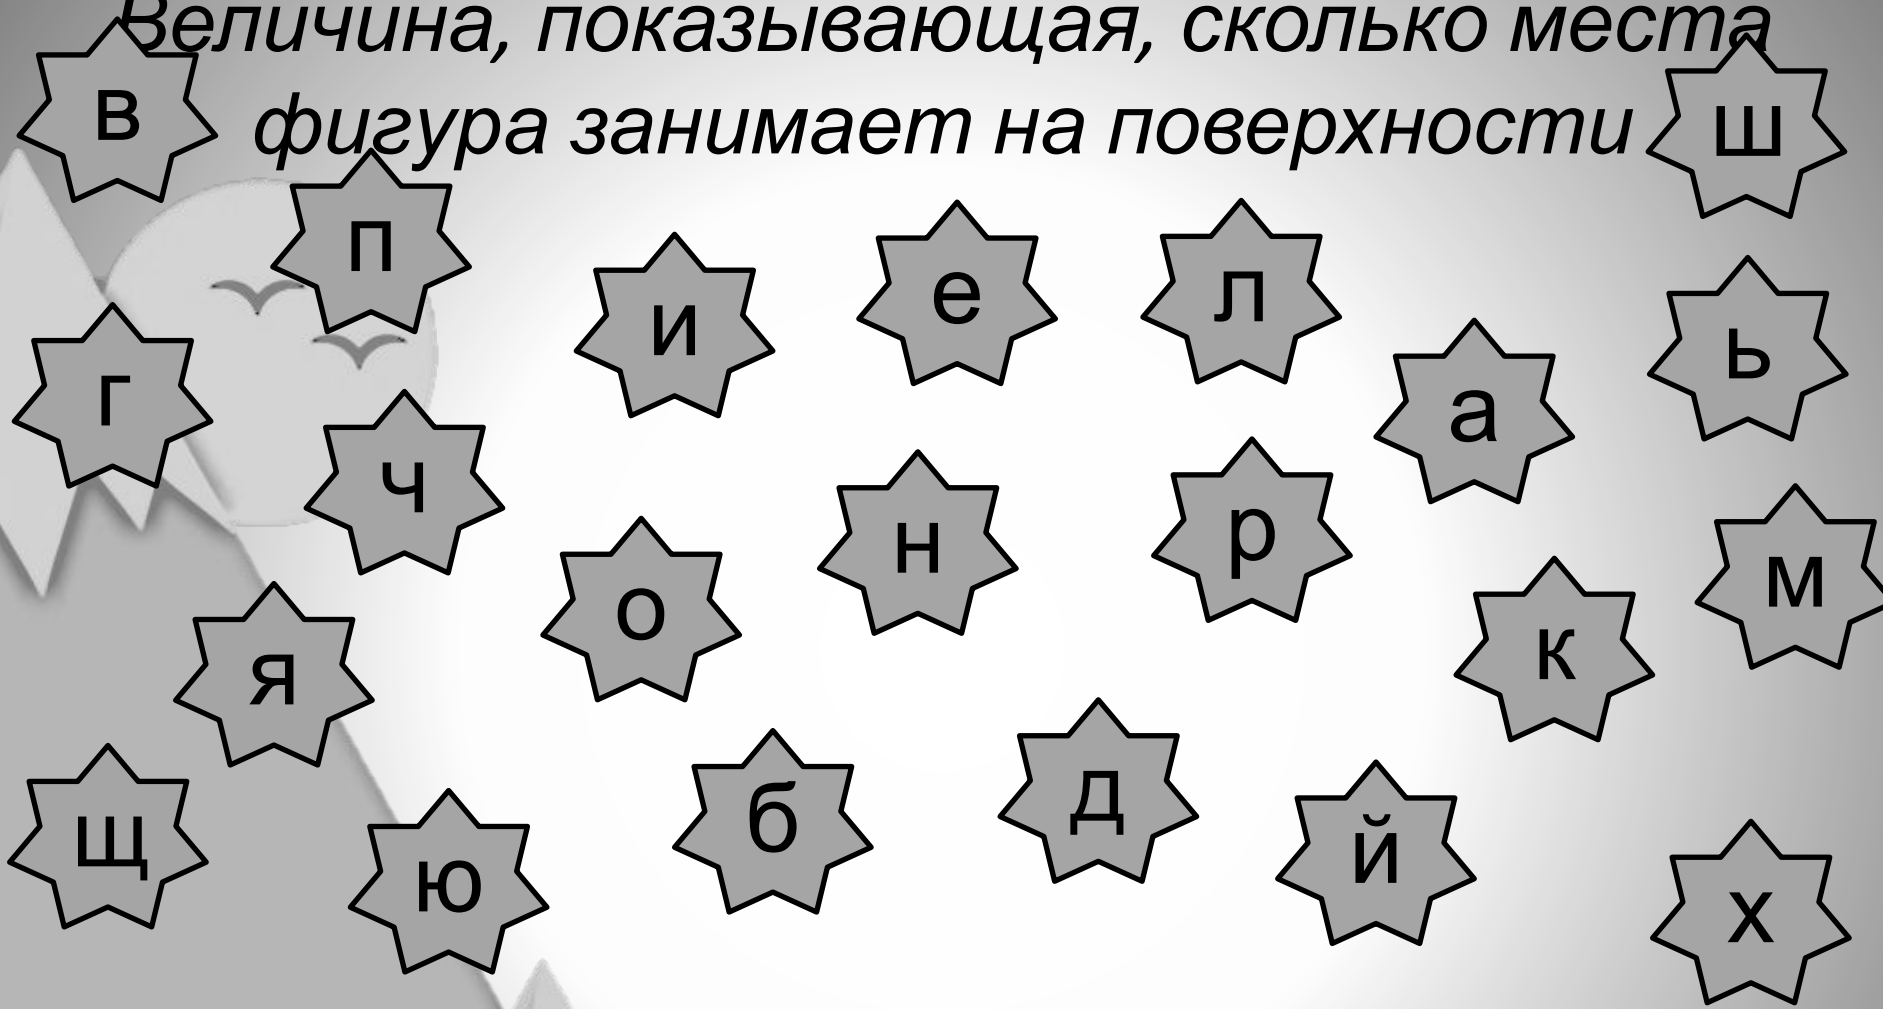 Величина, показывающая, сколько места
фигура занимает на поверхности
в
ш
п
и
е
л
ь
г
ч
а
о
н
р
м
я
к
щ
ю
б
д
й
х